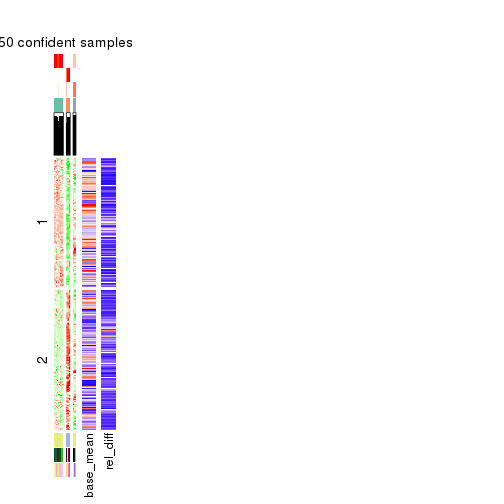 50 confident samples
1
2
base_mean
rel_diff